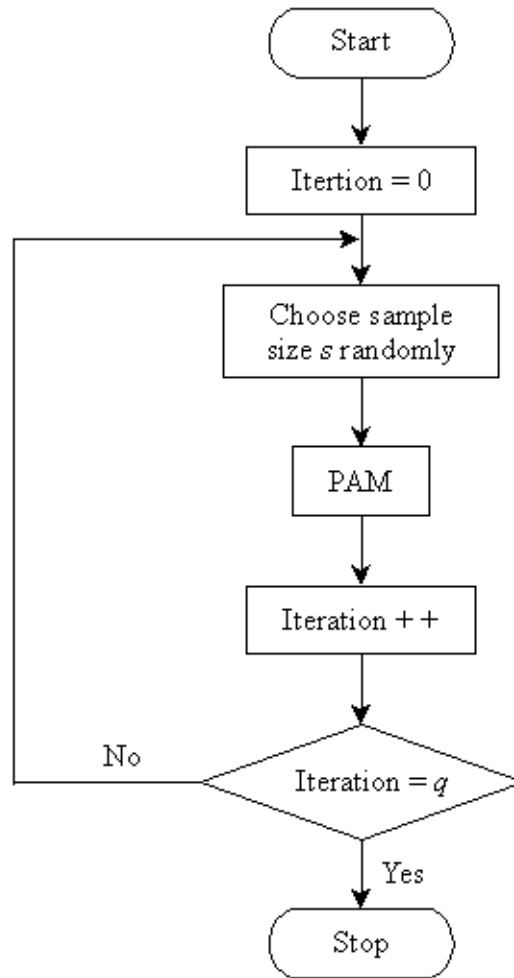 Start
Itertion = 0
Choose sample
size s randomly
PAM
Iteration + +
Iteration = q
No
Yes
Stop